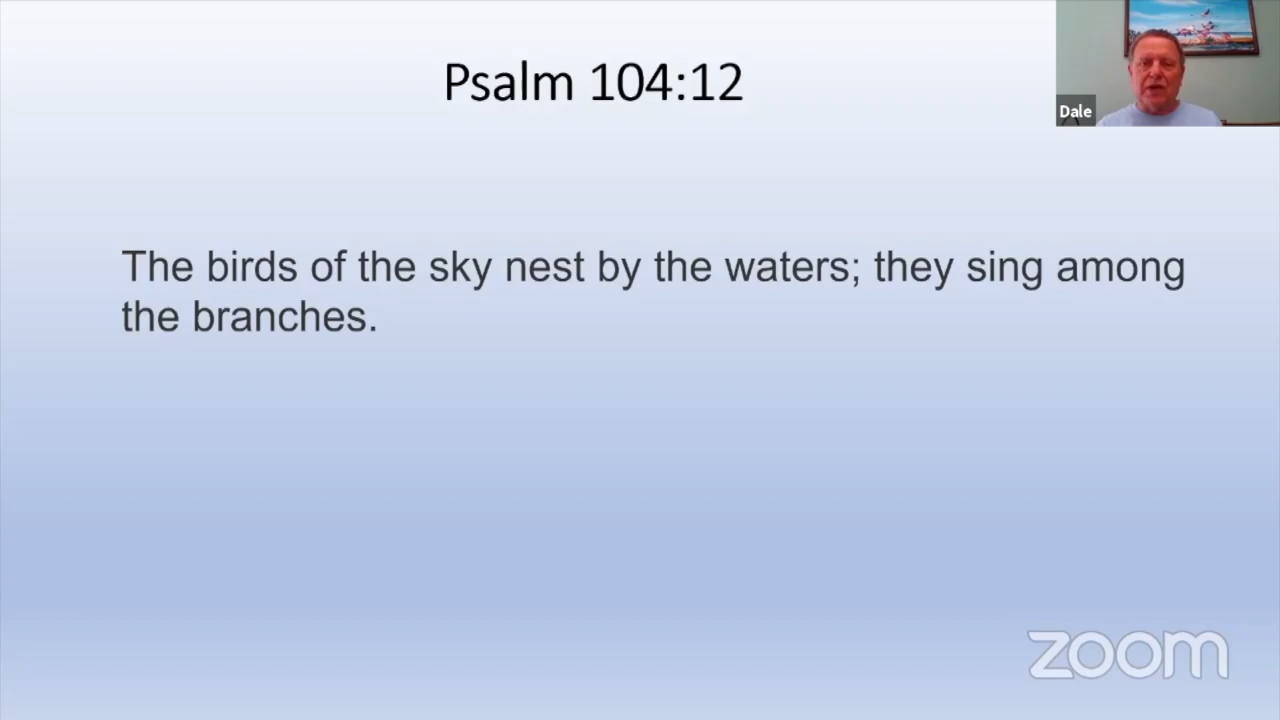 Psalm 104:12
Dale
The birds of the sky nest by the waters; they sing among
the branches.
zoom